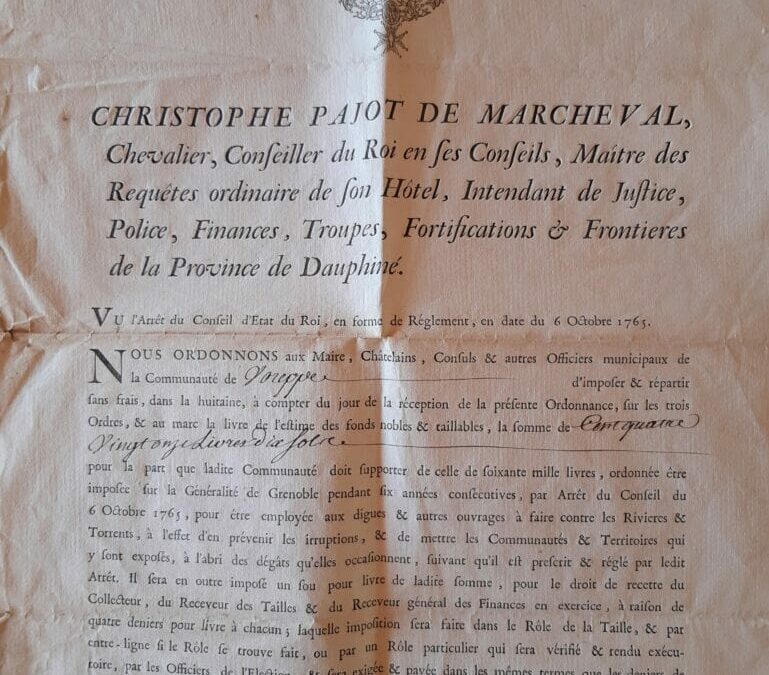 CHRISTOPHE PAJOT DE MARCHEVAL,
Chevalier, Conſeiller du Roi en ſes Conſeils, Maître des
Requêtes ordinaire de ſon Hôtel, Intendant de Juſtice,
Police, Finances, Troupes, Fortifications & Frontieres
de la Province de Dauphiné.
VU l'Arrêt du Conſeil d'Etat du Roi, en forme de Réglement, en date du 6 Octobre 1765.
NOUS ORDONNONS aux Maire, Châtelains, Conſuls & autres Officiers municipaux de
la Communauté de Voreppe d'impoſer & répartir
ſans frais, dans la huitaine, à compter du jour de la réception de la préſente Ordonnance, ſur les trois
Ordres, & au marc la livre de l'eſtime des fonds nobles & taillables, la ſomme de Cent quatre
Vingt onze Livres dix ſols
pour la part que ladite Communauté doit ſupporter de celle de ſoixante mille livres, ordonnée être
impoſée ſur la Généralité de Grenoble pendant ſix années conſecutives, par Arrêt du Conſeil du
6 Octobre 1765, pour être employée aux digues & autres ouvrages à faire contre les Rivieres &
Torrents, à l'effet d'en prévenir les irruptions, & de mettre les Communautés & Territoires qui
y ſont expoſés, à l'abri des dégâts qu'elles occaſionnent, ſuivant qu'il eſt preſcrit & réglé par ledit
Arrêt. Il ſera en outre impoſé un ſou pour livre de ladite ſomme, pour le droit de recette du
Collecteur, du Receveur des Tailles & du Receveur général des Finances en exercice, à raiſon de
quatre deniers pour livre à chacun; laquelle impoſition ſera faite dans le Rôle de la Taille, & par
entre-ligne ſi le Rôle ſe trouve fait, ou par un Rôle particulier qui ſera vérifié & rendu exécu-
toire, par les Officiers de l'Election, & ſera exigée & payée dans les mêmes termes que les deniers de